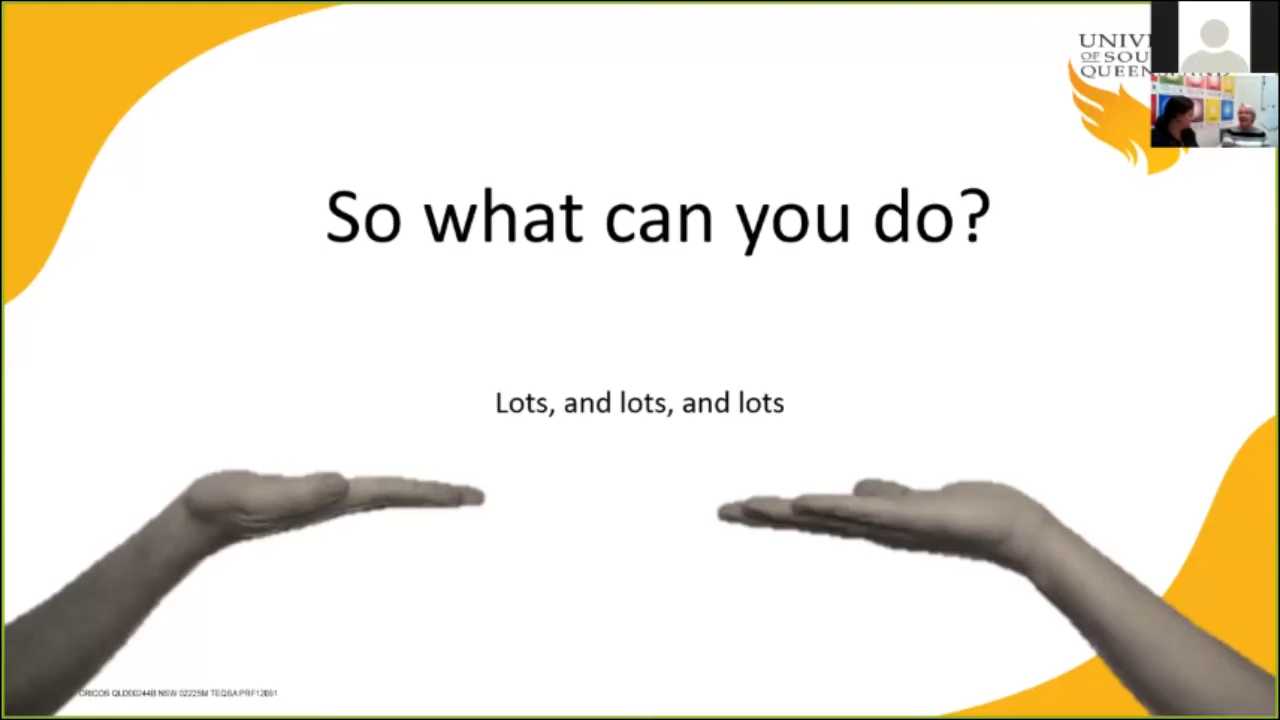 UNIV
OF SOU
QUEEN
So what can you do?
Lots, and lots, and lots
CRICOS QLD00244B NSW 02225M TEQSA PRF12081